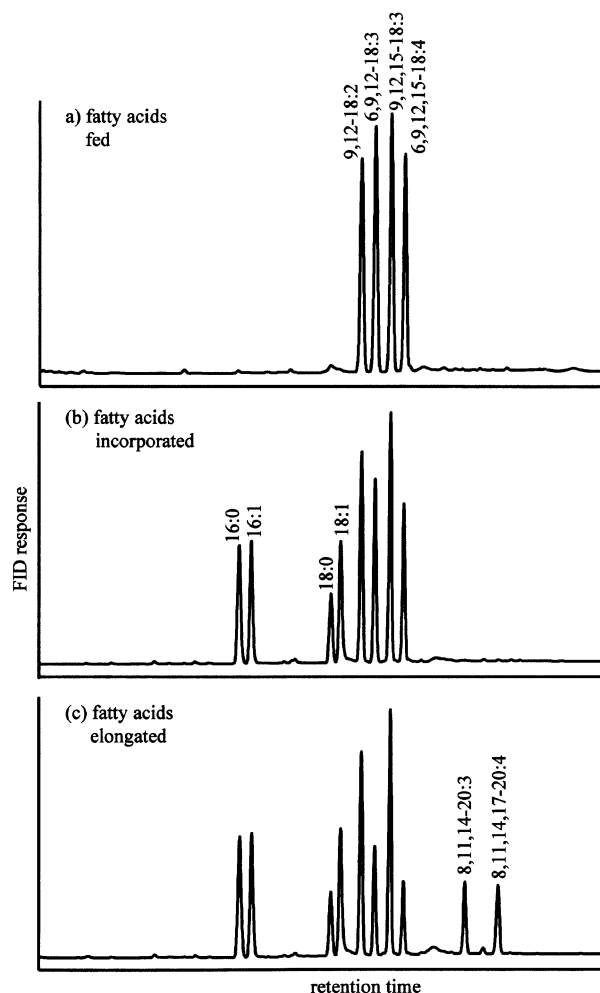 a) fatty acids
fed
9,12-18:2
6,9,12-18:3
9,12,15-18:3
6,9,12,15-18:4
(b) fatty acids
incorporated
16:0
16:1
18:0
18:1
FID response
(c) fatty acids
elongated
8,11,14-20:3
8,11,14,17-20:4
retention time